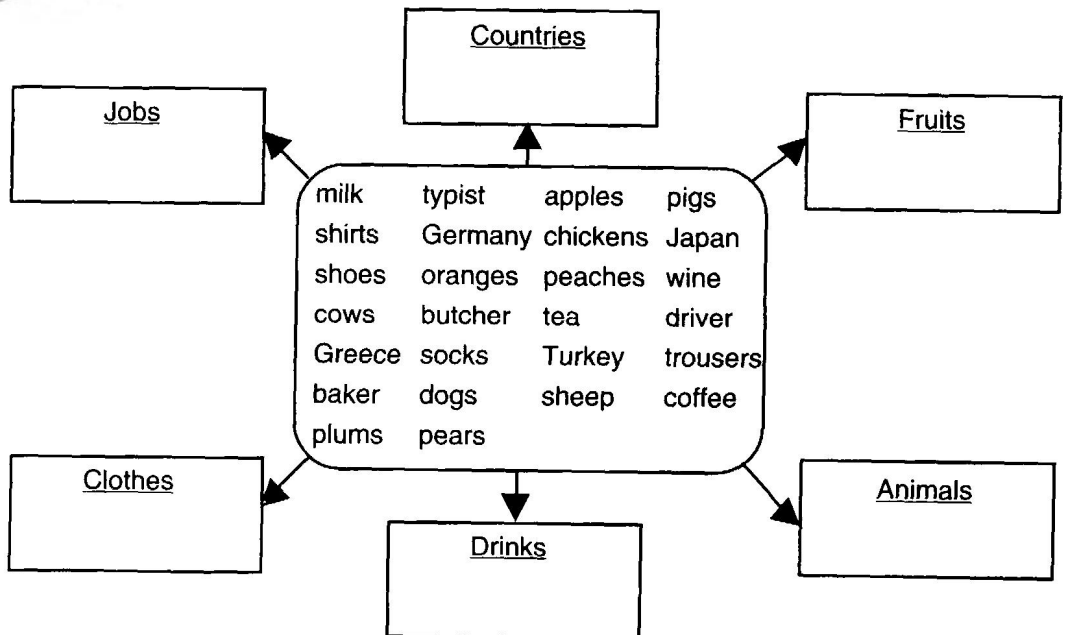 Countries
Jobs
Fruits
milk typist apples pigs
shirts Germany chickens Japan
shoes oranges peaches wine
cows butcher tea driver
Greece socks Turkey trousers
baker dogs sheep coffee
plums pears
Clothes
Animals
Drinks